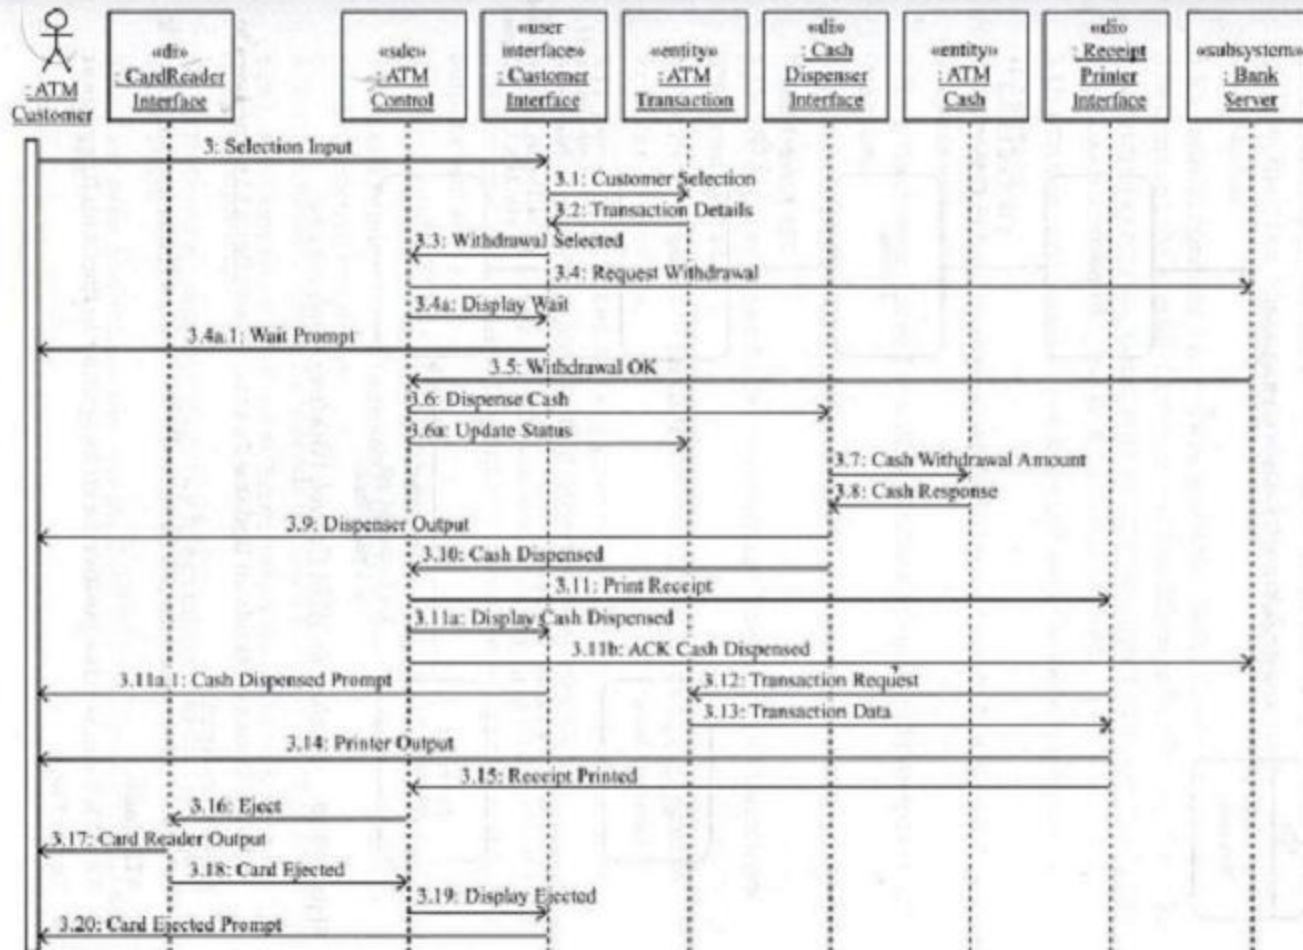 : ATM
Customer
«di»
: CardReader
Interface
«sdc»
: ATM
Control
«user
interface»
: Customer
Interface
«entity»
: ATM
Transaction
«di»
: Cash
Dispenser
Interface
«entity»
: ATM
Cash
«dio
: Receipt
Printer
Interface
«subsystem»
: Bank
Server
3: Selection Input
3.1: Customer Selection
3.2: Transaction Details
3.3: Withdrawal Selected
3.4: Request Withdrawal
3.4a: Display Wait
3.4a.1: Wait Prompt
3.5: Withdrawal OK
3.6: Dispense Cash
3.6a: Update Status
3.7: Cash Withdrawal Amount
3.8: Cash Response
3.9: Dispenser Output
3.10: Cash Dispensed
3.11: Print Receipt
3.11a: Display Cash Dispensed
3.11b: ACK Cash Dispensed
3.11a.1: Cash Dispensed Prompt
3.12: Transaction Request
3.13: Transaction Data
3.14: Printer Output
3.15: Receipt Printed
3.16: Eject
3.17: Card Reader Output
3.18: Card Ejected
3.19: Display Ejected
3.20: Card Ejected Prompt